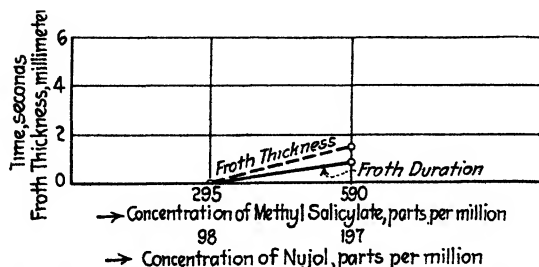 Time, seconds
Froth Thickness, millimeter
6
4
2
0
Froth Thickness
Froth Duration
295 590
→ Concentration of Methyl Salicylate, parts per million
98 197
→ Concentration of Nujol, parts per million